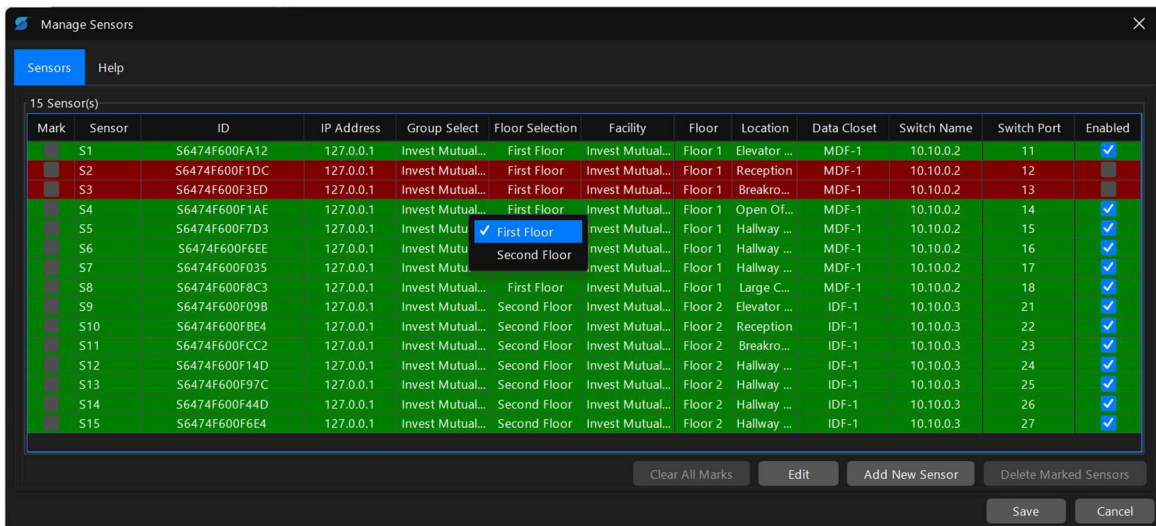 Manage Sensors
Sensors Help
15 Sensor(s)
Mark Sensor ID IP Address Group Select Floor Selection Facility Floor Location Data Closet Switch Name Switch Port Enabled
S1 S6474F600FA12 127.0.0.1 Invest Mutual... First Floor Invest Mutual... Floor 1 Elevator ... MDF-1 10.10.0.2 11
S2 S6474F600F1DC 127.0.0.1 Invest Mutual... First Floor Invest Mutual... Floor 1 Reception MDF-1 10.10.0.2 12
S3 S6474F600F3ED 127.0.0.1 Invest Mutual... First Floor Invest Mutual... Floor 1 Breakro... MDF-1 10.10.0.2 13
S4 S6474F600F1AE 127.0.0.1 Invest Mutual... First Floor Invest Mutual... Floor 1 Open Of... MDF-1 10.10.0.2 14
S5 S6474F600F7D3 127.0.0.1 Invest Mutu First Floor nvest Mutual... Floor 1 Hallway ... MDF-1 10.10.0.2 15
S6 S6474F600F6EE 127.0.0.1 Invest Mutu Second Floor nvest Mutual... Floor 1 Hallway ... MDF-1 10.10.0.2 16
S7 S6474F600F035 127.0.0.1 Invest Mutu nvest Mutual... Floor 1 Hallway ... MDF-1 10.10.0.2 17
S8 S6474F600F8C3 127.0.0.1 Invest Mutual... First Floor Invest Mutual... Floor 1 Large C... MDF-1 10.10.0.2 18
S9 S6474F600F09B 127.0.0.1 Invest Mutual... Second Floor Invest Mutual... Floor 2 Elevator ... IDF-1 10.10.0.3 21
S10 S6474F600FBE4 127.0.0.1 Invest Mutual... Second Floor Invest Mutual... Floor 2 Reception IDF-1 10.10.0.3 22
S11 S6474F600FCC2 127.0.0.1 Invest Mutual... Second Floor Invest Mutual... Floor 2 Breakro... IDF-1 10.10.0.3 23
S12 S6474F600F14D 127.0.0.1 Invest Mutual... Second Floor Invest Mutual... Floor 2 Hallway ... IDF-1 10.10.0.3 24
S13 S6474F600F97C 127.0.0.1 Invest Mutual... Second Floor Invest Mutual... Floor 2 Hallway ... IDF-1 10.10.0.3 25
S14 S6474F600F44D 127.0.0.1 Invest Mutual... Second Floor Invest Mutual... Floor 2 Hallway ... IDF-1 10.10.0.3 26
S15 S6474F600F6E4 127.0.0.1 Invest Mutual... Second Floor Invest Mutual... Floor 2 Hallway ... IDF-1 10.10.0.3 27
Clear All Marks Edit Add New Sensor Delete Marked Sensors
Save Cancel